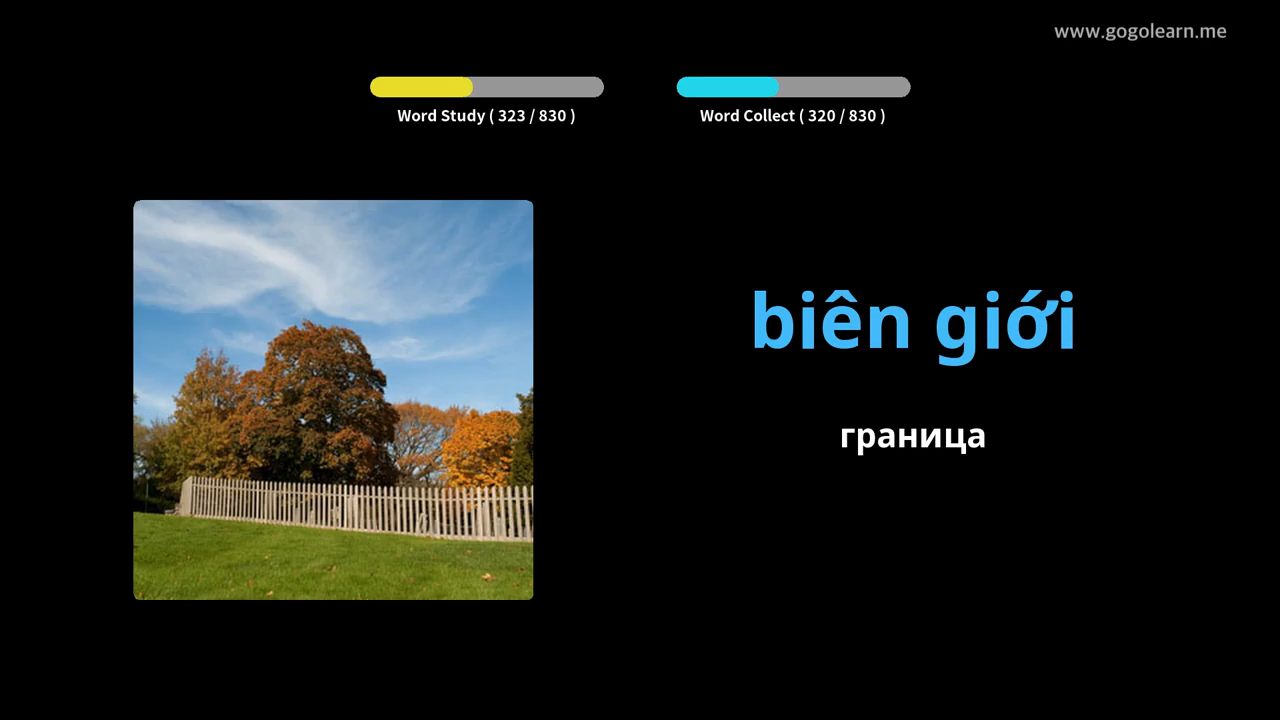 www.gogolearn.me
Word Study ( 323 / 830 )
Word Collect ( 320 / 830 )
biên giới
граница